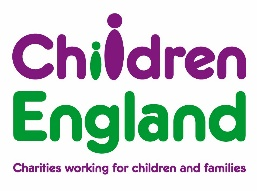 Children
England
Charities working for children and families